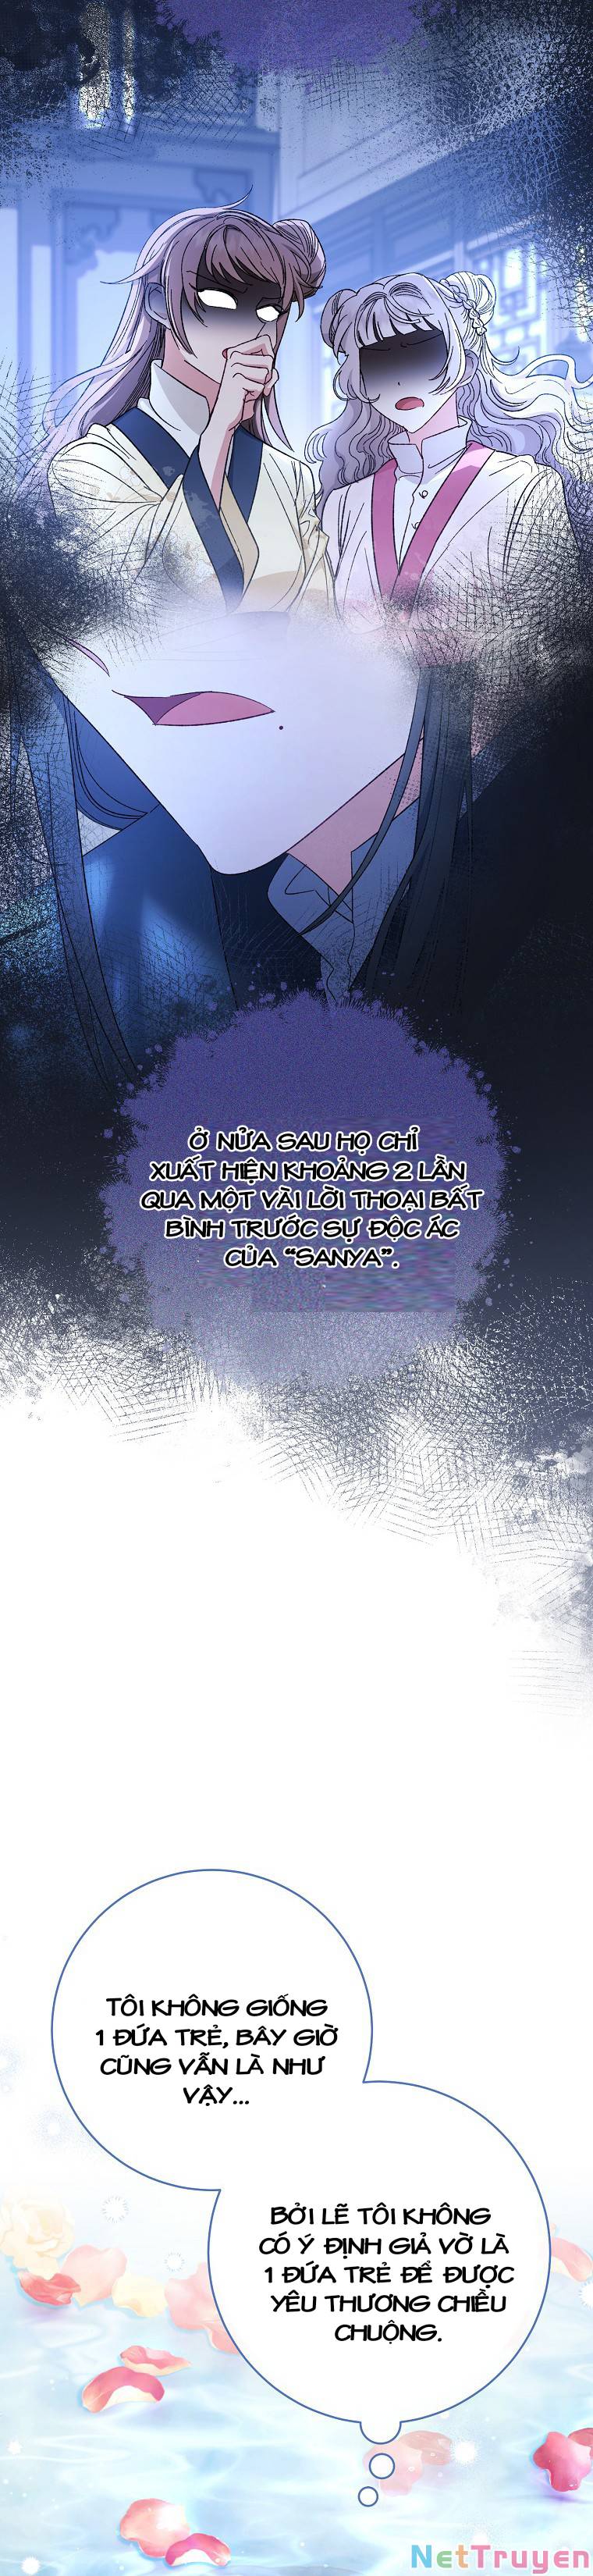 Ở NỬA SAU HỌ CHỈ
XUẤT HIỆN KHOẢNG 2 LẦN
QUA MỘT VÀI LỜI THOẠI BẤT
BÌNH TRƯỚC SỰ ĐỘC ÁC
CỦA "SANYA".
TÔI KHÔNG GIỐNG
1 ĐỨA TRẺ, BÂY GIỜ
CŨNG VẪN LÀ NHƯ
VẬY...
BỞI LẼ TÔI KHÔNG
CÓ Ý ĐỊNH GIẢ VỜ LÀ
1 ĐỨA TRẺ ĐỂ ĐƯỢC
YÊU THƯƠNG CHIỀU
CHUỘNG.
NetTruyen